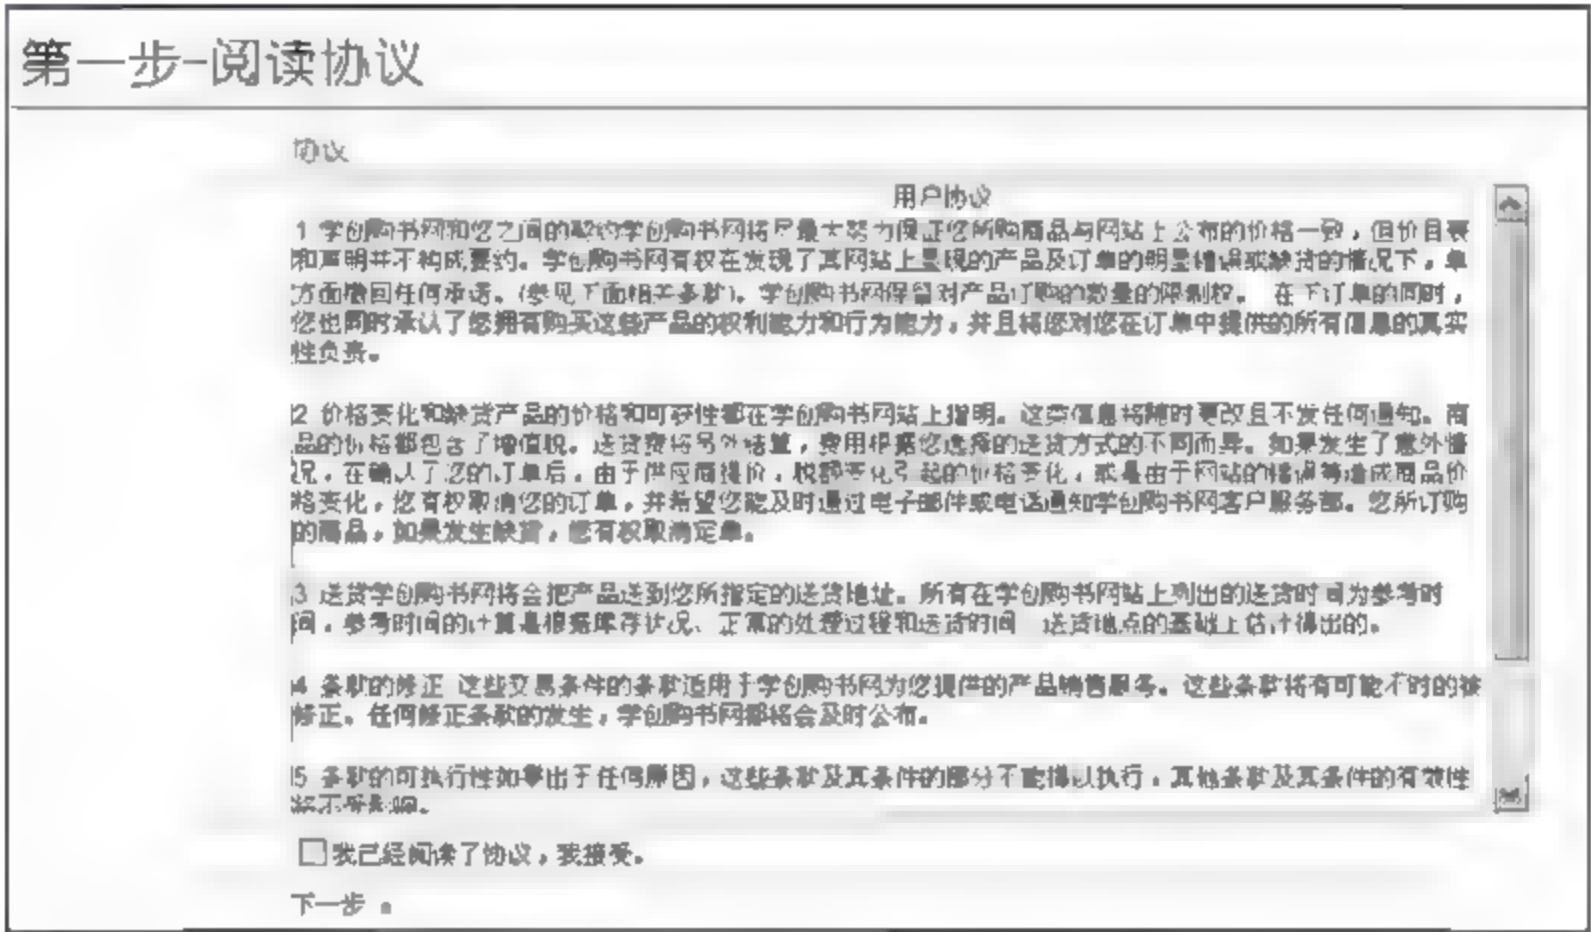 第一步-阅读协议
协议
用户协议
1 学创购书网和您之间的契约学创购书网将尽最大努力保证您所购商品与网站上公布的价格一致，但价目表
和声明并不构成要约。学创购书网有权在发现了其网站上显现的产品及订单的明显错误或缺货的情况下，单
方面撤回任何承诺。(参见下面相关条款)。学创购书网保留对产品订购的数量的限制权。 在下订单的同时，
您也同时承认了您拥有购买这些产品的权利能力和行为能力，并且将您对您在订单中提供的所有信息的真实
性负责。
2 价格变化和缺货产品的价格和可获性都在学创购书网站上指明。这类信息将随时更改且不发任何通知。商
品的价格都包含了增值税。送货费将另外结算，费用根据您选择的送货方式的不同而异。如果发生了意外情
况，在确认了您的订单后，由于供应商提价，税额变化引起的价格变化，或是由于网站的错误等造成商品价
格变化，您有权取消您的订单，并希望您能及时通过电子邮件或电话通知学创购书网客户服务部。您所订购
的商品，如果发生缺货，您有权取消定单。
3 送货学创购书网将会把产品送到您所指定的送货地址。所有在学创购书网站上列出的送货时间为参考时
间，参考时间的计算是根据库存状况、正常的处理过程和送货时间 送货地点的基础上估计得出的。
4 条款的修正 这些交易条件的条款适用于学创购书网为您提供的产品销售服务。这些条款将有可能不时的被
修正。任何修正条款的发生，学创购书网都将会及时公布。
5 条款的可执行性如果出于任何原因，这些条款及其条件的部分不能得以执行，其他条款及其条件的有效性
将不受影响。
我已经阅读了协议，我接受。
下一步 。